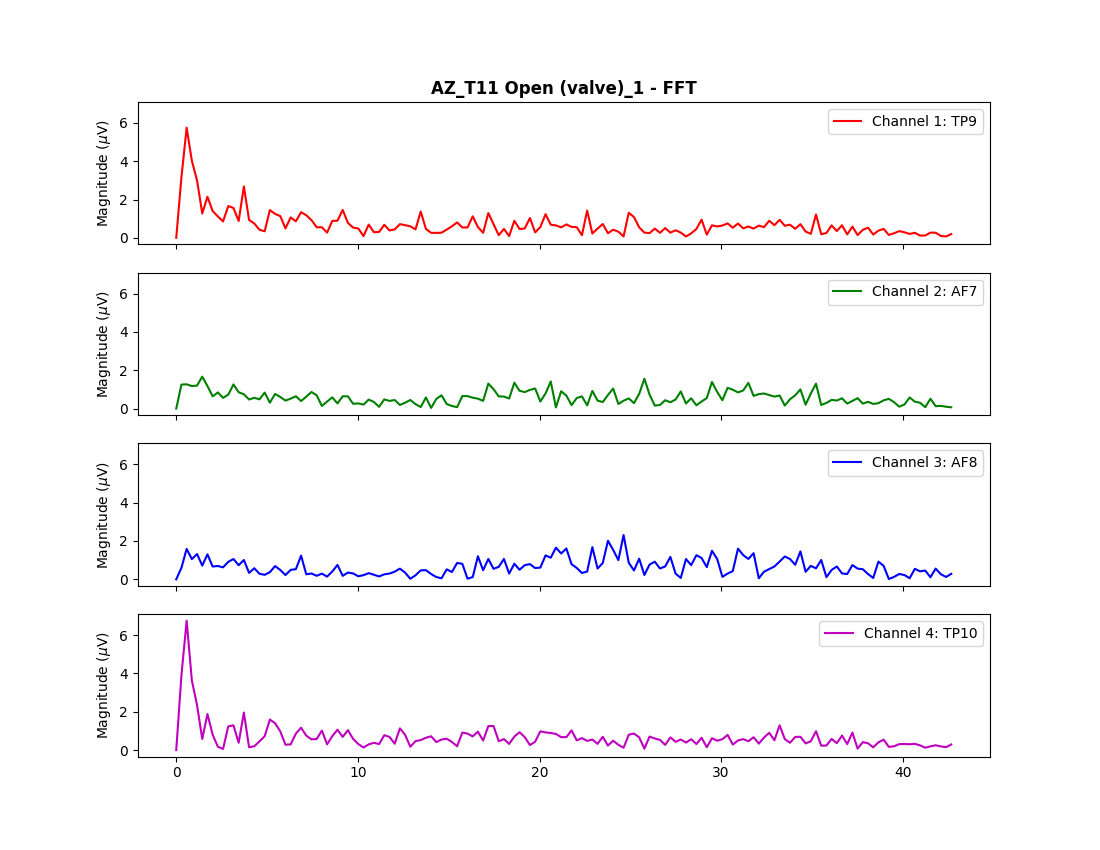 AZ_T11 Open (valve)_1 - FFT
Magnitude (μV)
6
4
2
0
Channel 1: TP9
Magnitude (μV)
6
4
2
0
Channel 2: AF7
Magnitude (μV)
6
4
2
0
Channel 3: AF8
Magnitude (μV)
6
4
2
0
Channel 4: TP10
0 10 20 30 40